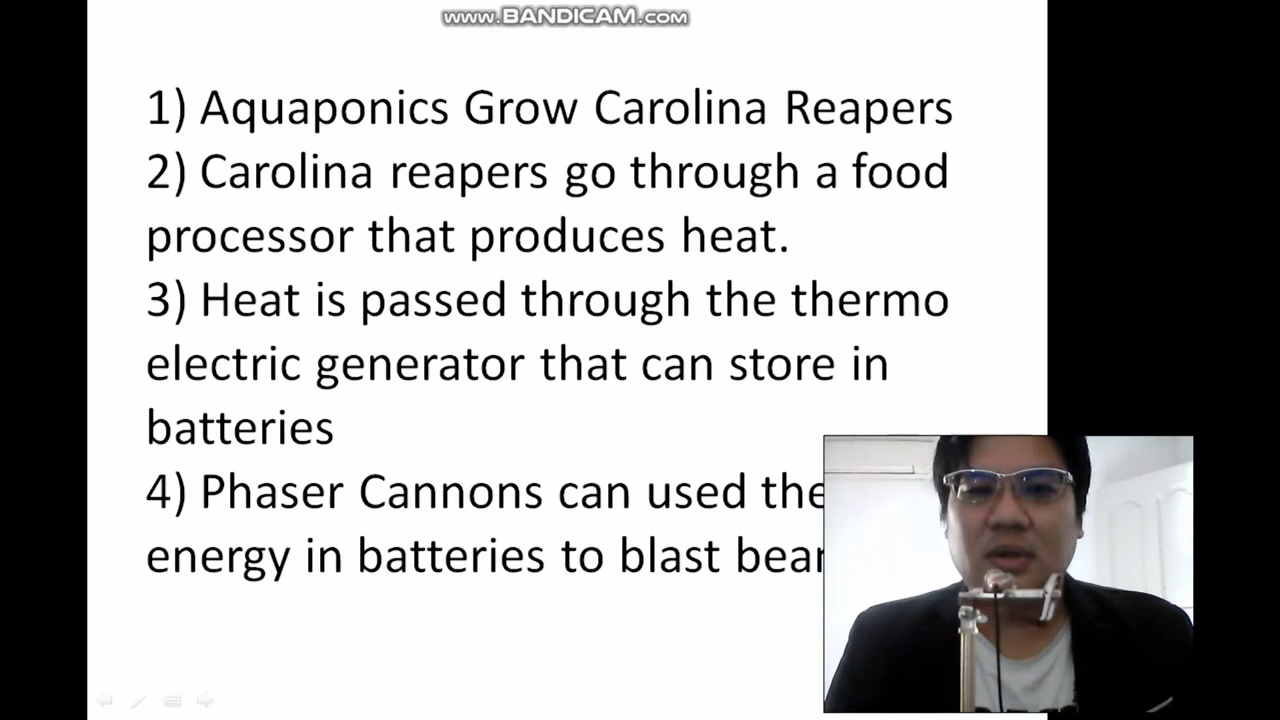 www.BANDICAM.com
1) Aquaponics Grow Carolina Reapers
2) Carolina reapers go through a food
processor that produces heat.
3) Heat is passed through the thermo
electric generator that can store in
batteries
4) Phaser Cannons can used the
energy in batteries to blast